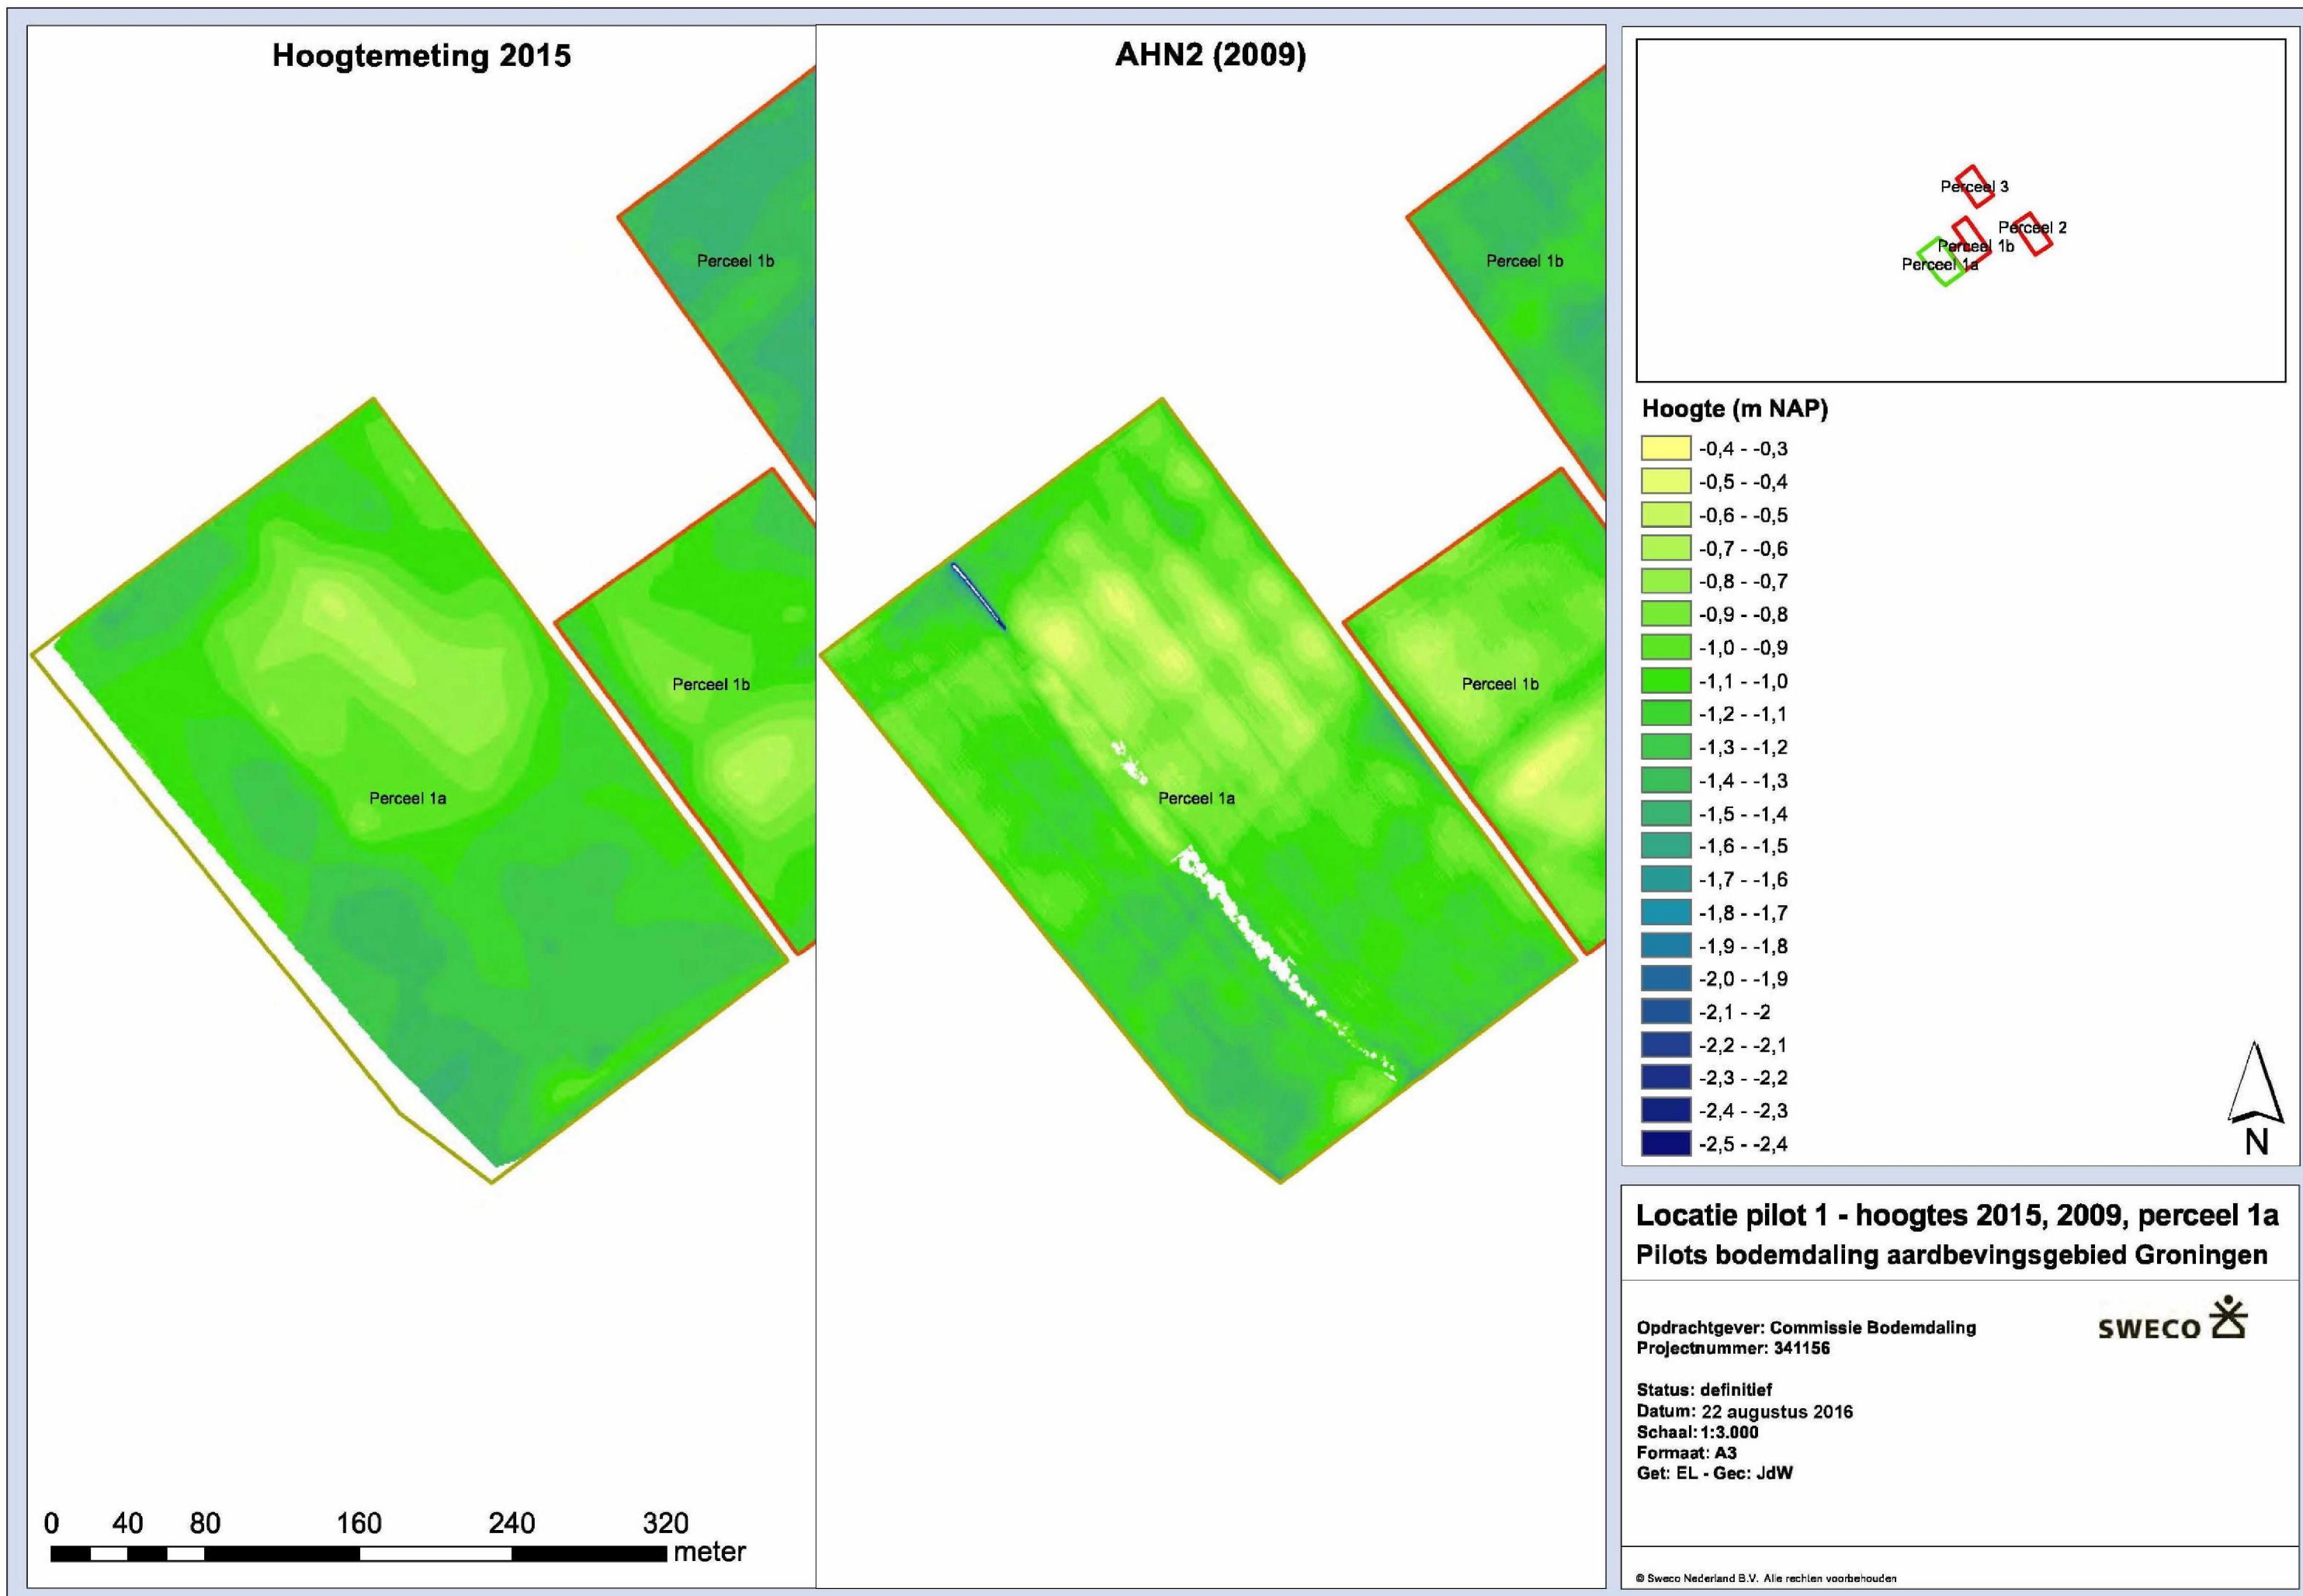 Hoogtemeting 2015
Perceel 1b
Perceel 1b
Perceel 1a
0 40 80 160 240 320
meter
AHN2 (2009)
Perceel 1b
Perceel 1b
Perceel 1a
Perceel 3
Perceel 2
Perceel 1b
Perceel 1a
Hoogte (m NAP)
-0,4 - -0,3
-0,5 - -0,4
-0,6 - -0,5
-0,7 - -0,6
-0,8 - -0,7
-0,9 - -0,8
-1,0 - -0,9
-1,1 - -1,0
-1,2 - -1,1
-1,3 - -1,2
-1,4 - -1,3
-1,5 - -1,4
-1,6 - -1,5
-1,7 - -1,6
-1,8 - -1,7
-1,9 - -1,8
-2,0 - -1,9
-2,1 - -2
-2,2 - -2,1
-2,3 - -2,2
-2,4 - -2,3
-2,5 - -2,4
N
Locatie pilot 1 - hoogtes 2015, 2009, perceel 1a
Pilots bodemdaling aardbevingsgebied Groningen
Opdrachtgever: Commissie Bodemdaling
Projectnummer: 341156
SWECO
Status: definitief
Datum: 22 augustus 2016
Schaal: 1:3.000
Formaat: A3
Get: EL - Gec: JdW
© Sweco Nederland B.V. Alle rechten voorbehouden